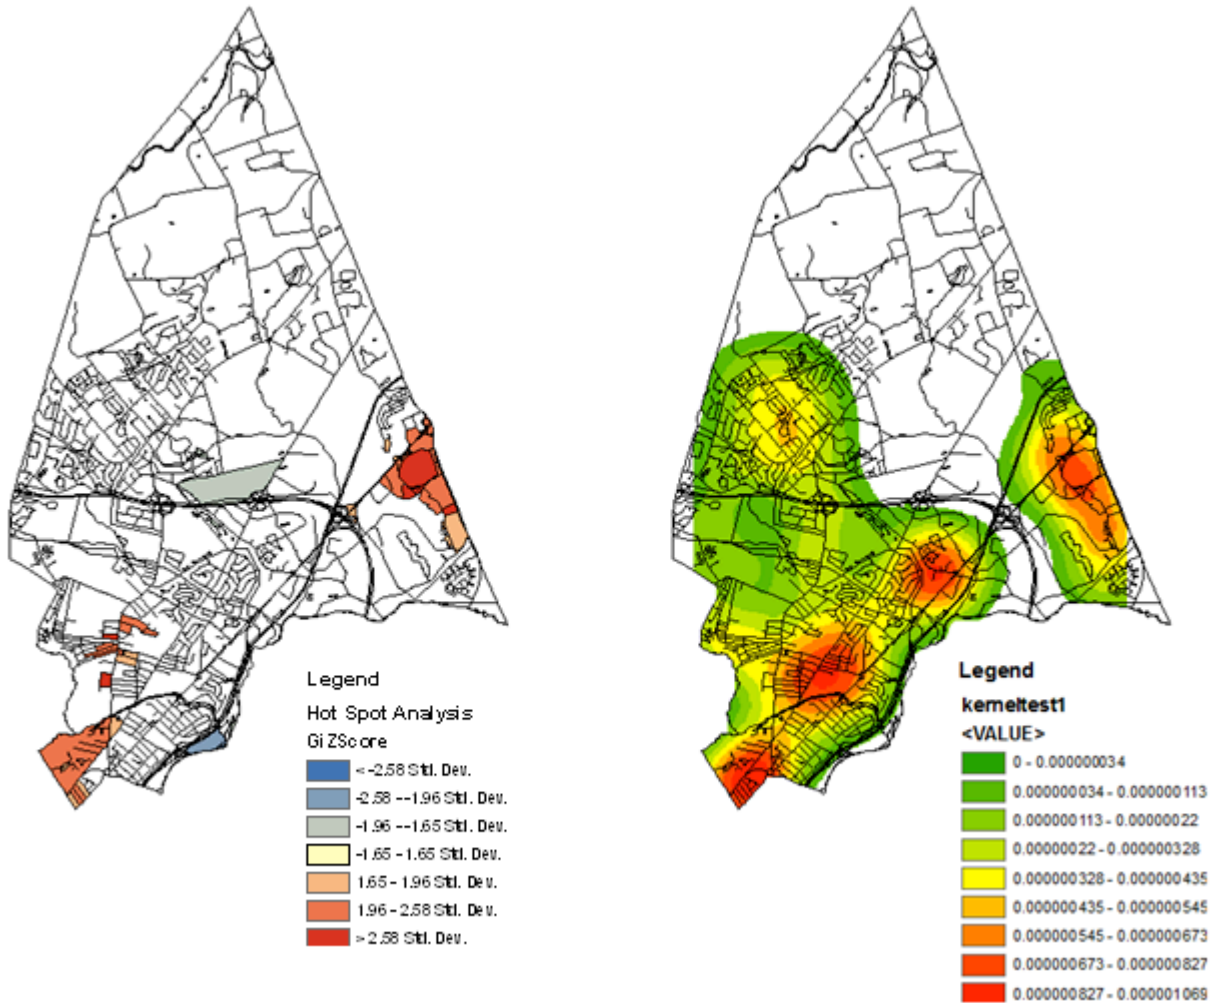 Legend
Hot Spot Analysis
GiZScore
< -2.58 Std. Dev.
-2.58 - -1.96 Std. Dev.
-1.96 - -1.65 Std. Dev.
-1.65 - 1.65 Std. Dev.
1.65 - 1.96 Std. Dev.
1.96 - 2.58 Std. Dev.
> 2.58 Std. Dev.
Legend
kerneltest1
<VALUE>
0 - 0.000000034
0.000000034 - 0.000000113
0.000000113 - 0.00000022
0.00000022 - 0.000000328
0.000000328 - 0.000000435
0.000000435 - 0.000000545
0.000000545 - 0.000000673
0.000000673 - 0.000000827
0.000000827 - 0.000001069